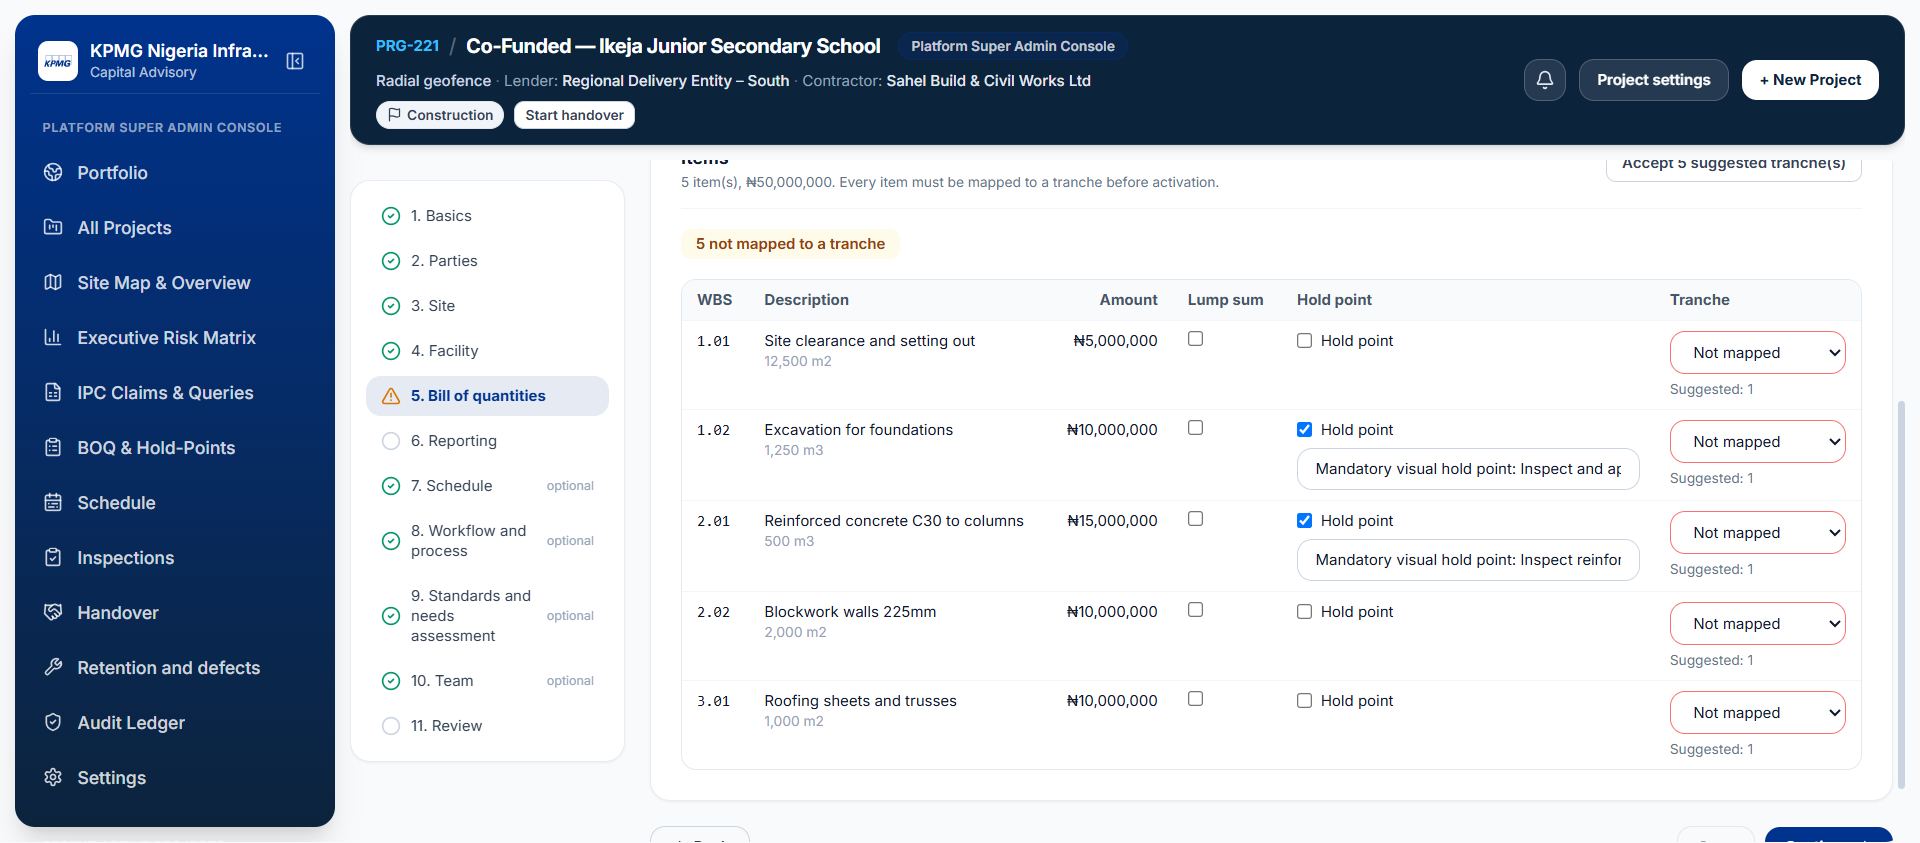 KPMG
KPMG Nigeria Infra...
Capital Advisory
PLATFORM SUPER ADMIN CONSOLE
Portfolio
All Projects
Site Map & Overview
Executive Risk Matrix
IPC Claims & Queries
BOQ & Hold-Points
Schedule
Inspections
Handover
Retention and defects
Audit Ledger
Settings
PRG-221 / Co-Funded — Ikeja Junior Secondary School Platform Super Admin Console
Radial geofence · Lender: Regional Delivery Entity – South · Contractor: Sahel Build & Civil Works Ltd
Construction Start handover
Project settings + New Project
1. Basics
2. Parties
3. Site
4. Facility
5. Bill of quantities
6. Reporting
7. Schedule optional
8. Workflow and process optional
9. Standards and needs assessment optional
10. Team optional
11. Review
Items
Accept 5 suggested tranche(s)
5 item(s), ₦50,000,000. Every item must be mapped to a tranche before activation.
5 not mapped to a tranche
WBS Description Amount Lump sum Hold point Tranche
1.01 Site clearance and setting out ₦5,000,000 Hold point Not mapped
12,500 m2 Suggested: 1
1.02 Excavation for foundations ₦10,000,000 Hold point Not mapped
1,250 m3 Mandatory visual hold point: Inspect and ap Suggested: 1
2.01 Reinforced concrete C30 to columns ₦15,000,000 Hold point Not mapped
500 m3 Mandatory visual hold point: Inspect reinfor Suggested: 1
2.02 Blockwork walls 225mm ₦10,000,000 Hold point Not mapped
2,000 m2 Suggested: 1
3.01 Roofing sheets and trusses ₦10,000,000 Hold point Not mapped
1,000 m2 Suggested: 1